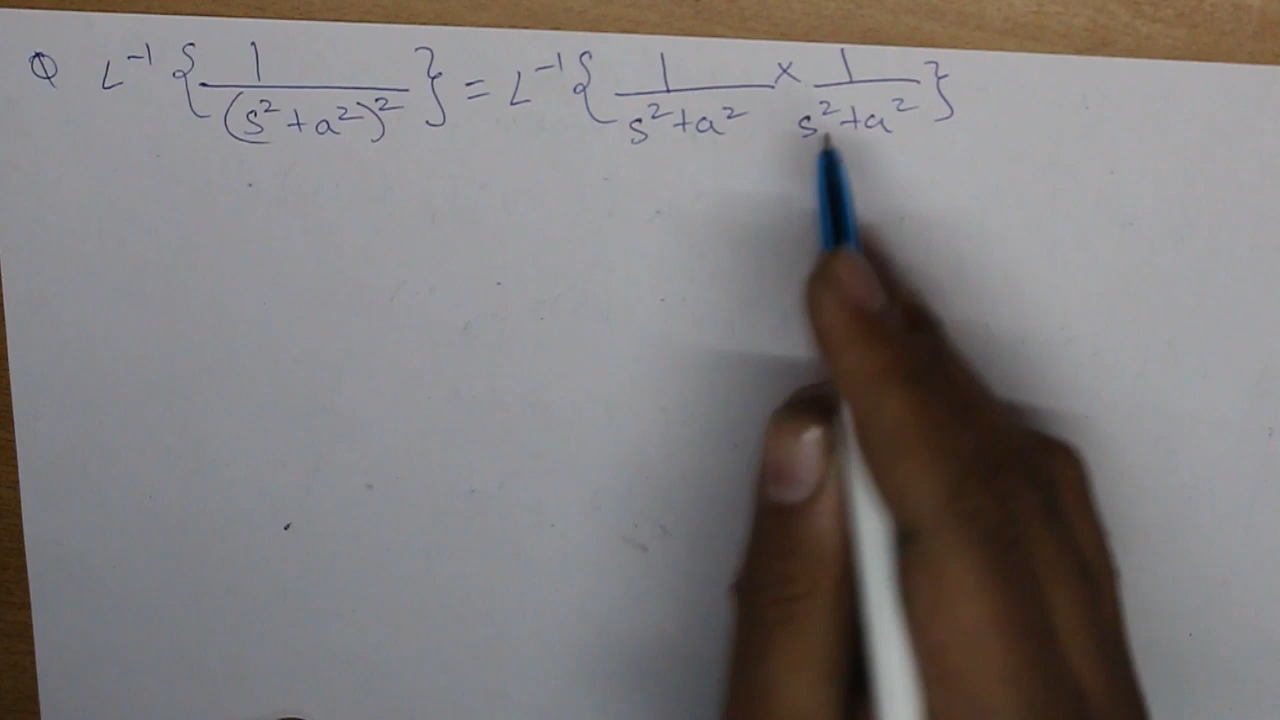 Q L⁻¹ { 1 / (s²+a²)² } = L⁻¹ { 1 / s²+a² × 1 / s²+a² }